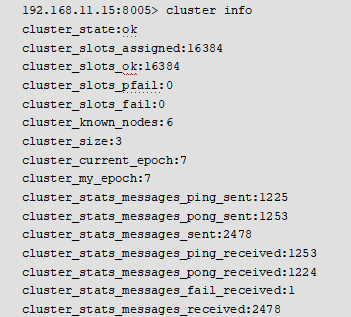 192.168.11.15:8005> cluster info
cluster_state:ok
cluster_slots_assigned:16384
cluster_slots_ok:16384
cluster_slots_pfail:0
cluster_slots_fail:0
cluster_known_nodes:6
cluster_size:3
cluster_current_epoch:7
cluster_my_epoch:7
cluster_stats_messages_ping_sent:1225
cluster_stats_messages_pong_sent:1253
cluster_stats_messages_sent:2478
cluster_stats_messages_ping_received:1253
cluster_stats_messages_pong_received:1224
cluster_stats_messages_fail_received:1
cluster_stats_messages_received:2478